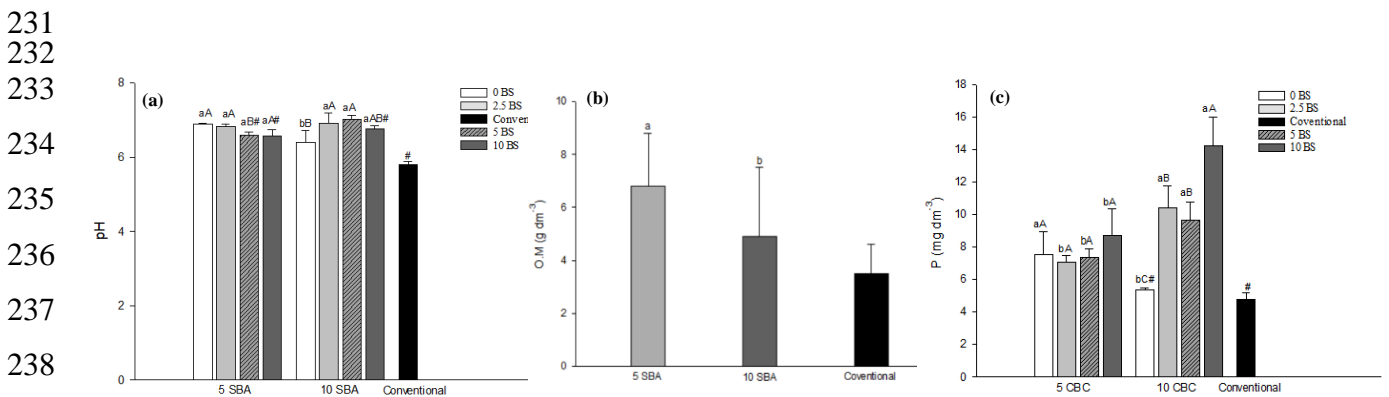 231
232
233
234
235
236
237
238
(a)
8
6
4
2
0
pH
aA aA aB# aA# bB aA aA aAB# #
0 BS
2.5 BS
Conven
5 BS
10 BS
5 SBA 10 SBA Conventional
(b)
10
8
6
4
2
0
O.M (g dm-3)
a b
5 SBA 10 SBA Coventional
(c)
18
16
14
12
10
8
6
4
2
0
P (mg dm-3)
aA bA bA bA bC# aB aB aA #
0 BS
2.5 BS
Coventional
5 BS
10 BS
5 CBC 10 CBC Conventional